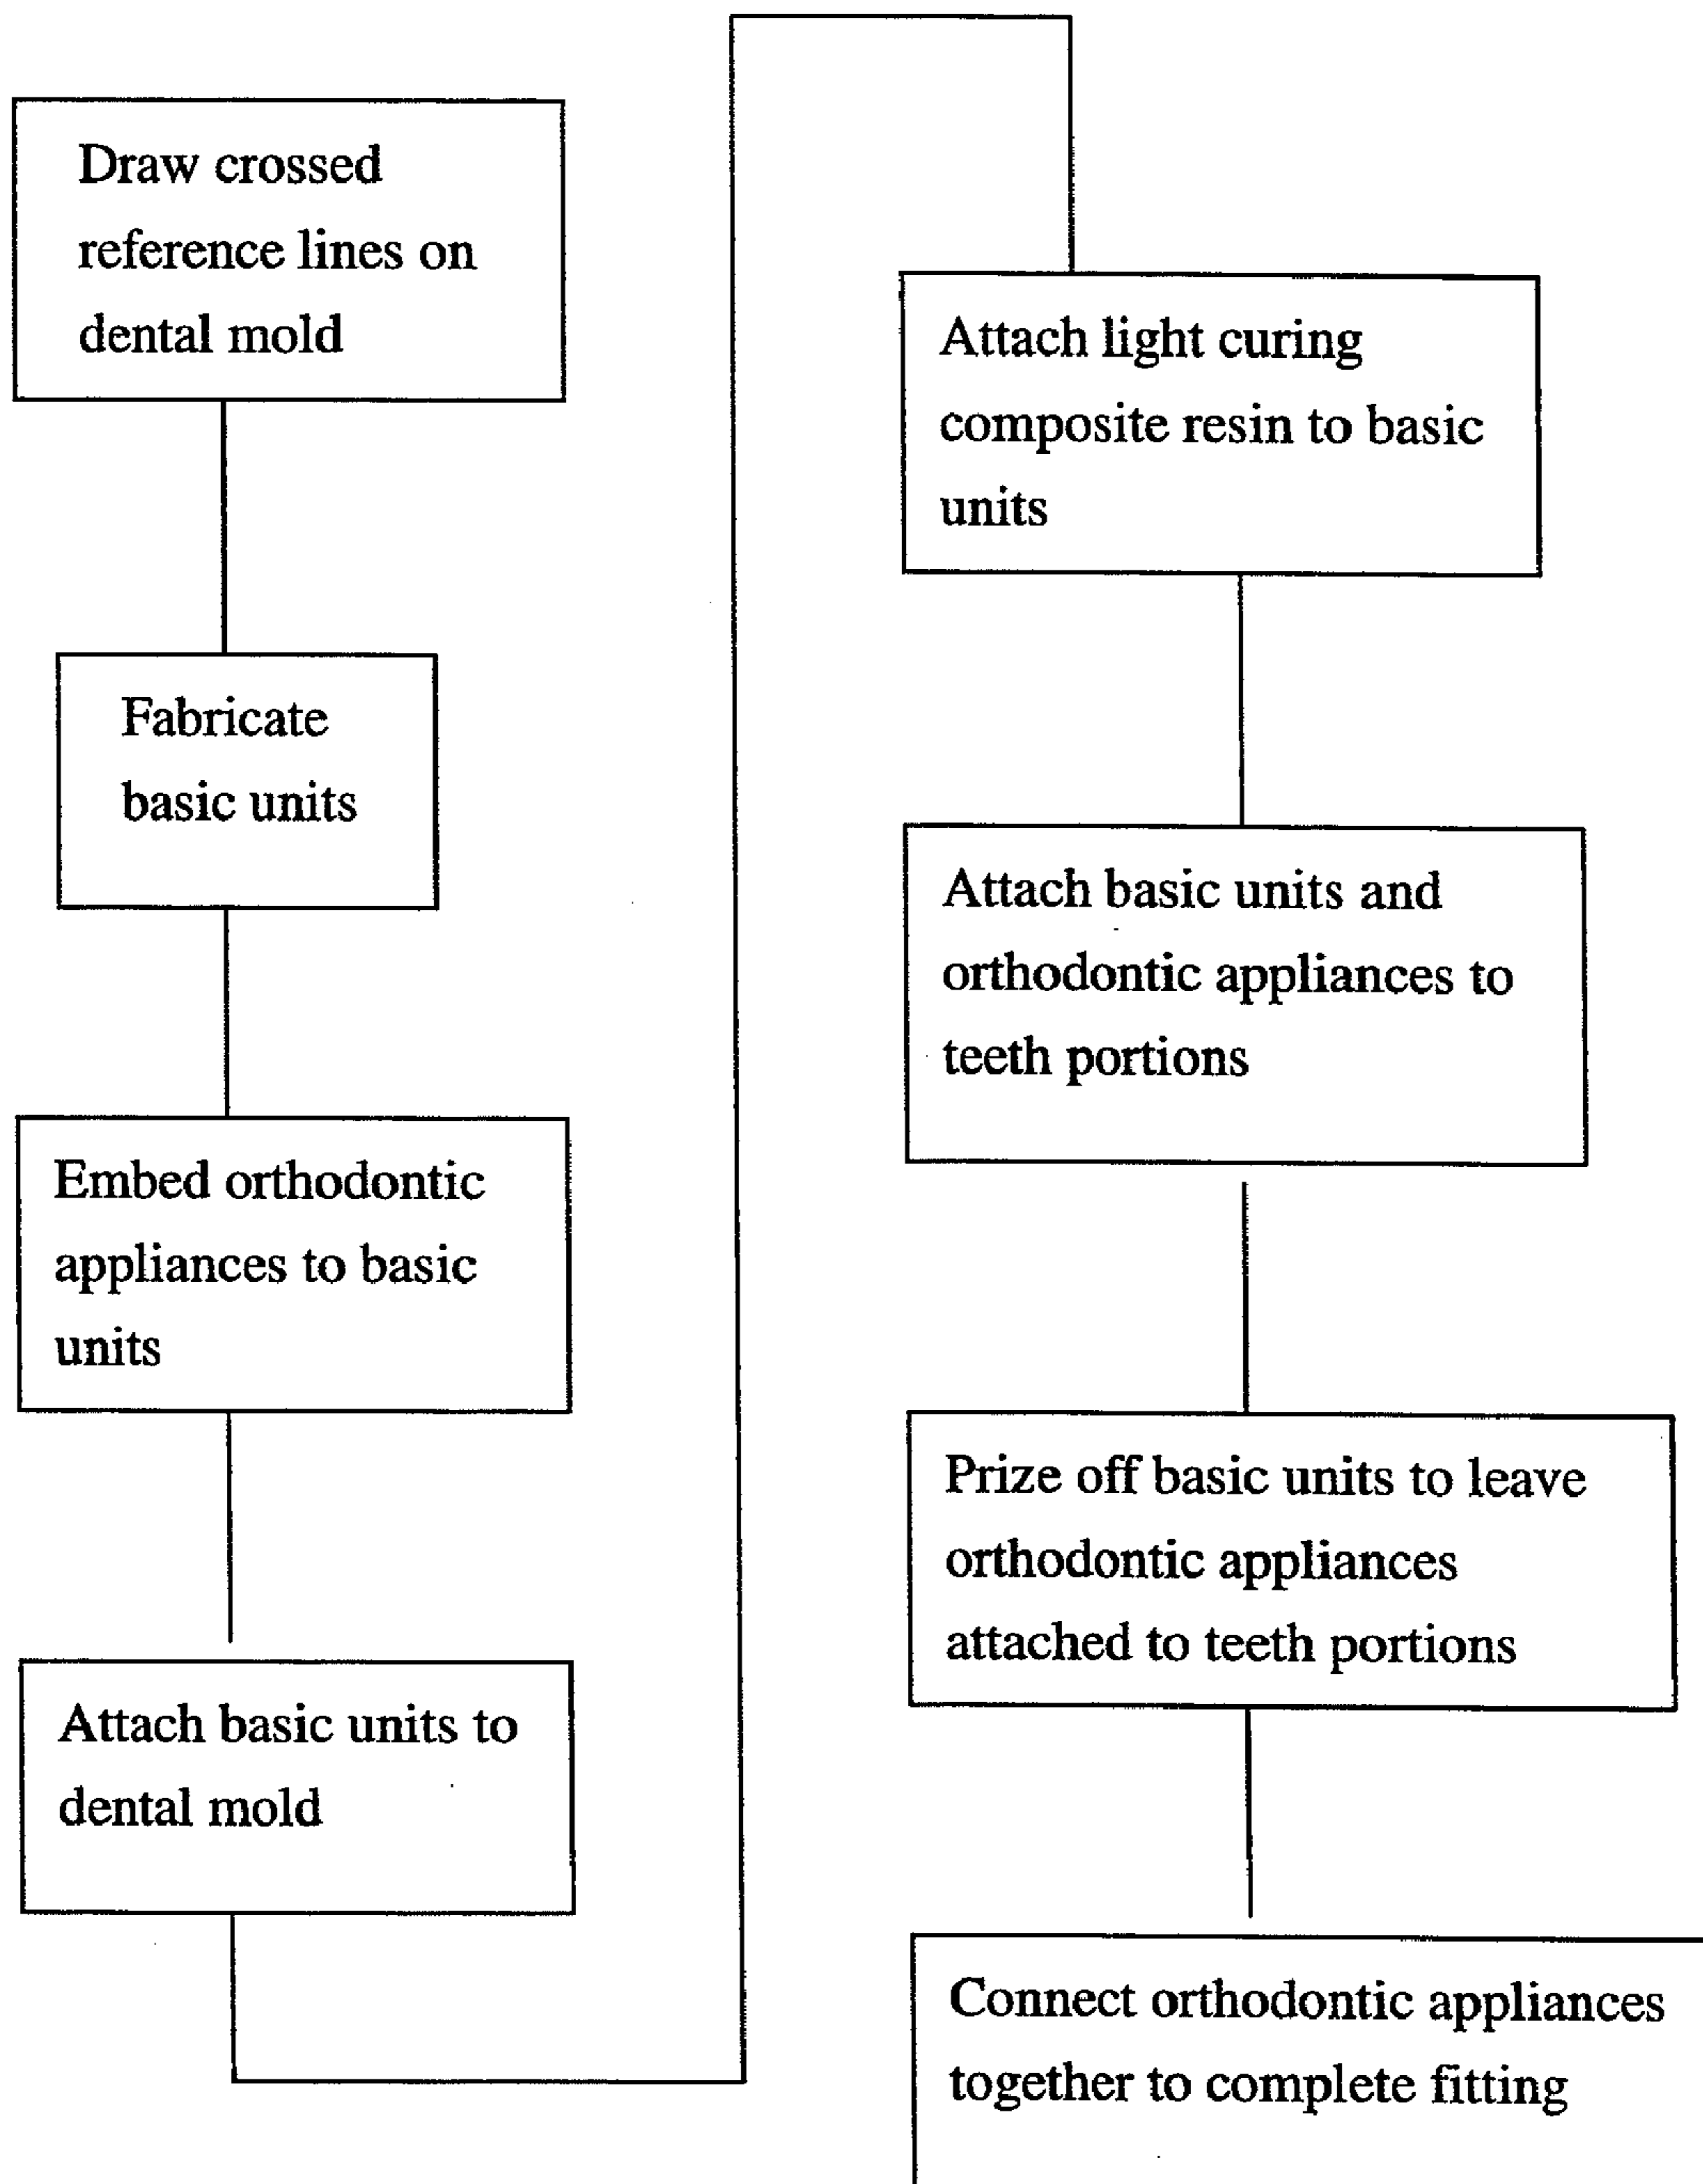 Draw crossed
reference lines on
dental mold
Fabricate
basic units
Embed orthodontic
appliances to basic
units
Attach basic units to
dental mold
Attach light curing
composite resin to basic
units
Attach basic units and
orthodontic appliances to
teeth portions
Prize off basic units to leave
orthodontic appliances
attached to teeth portions
Connect orthodontic appliances
together to complete fitting